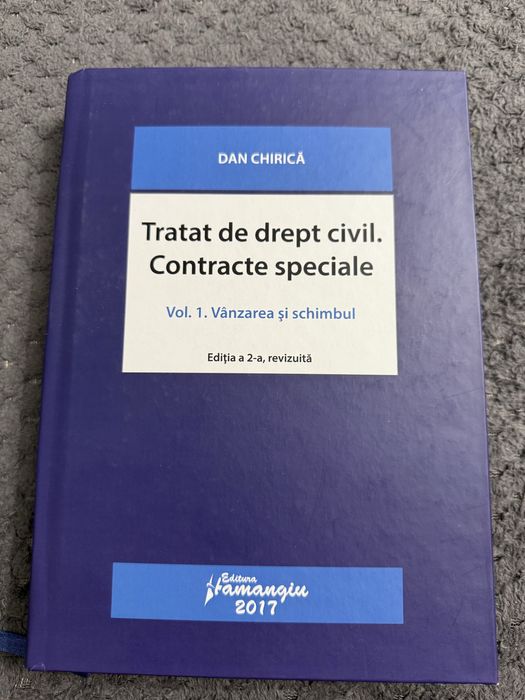 DAN CHIRICĂ
Tratat de drept civil.
Contracte speciale
Vol. 1. Vânzarea și schimbul
Ediția a 2-a, revizuită
Editura
Hamangiu
2017